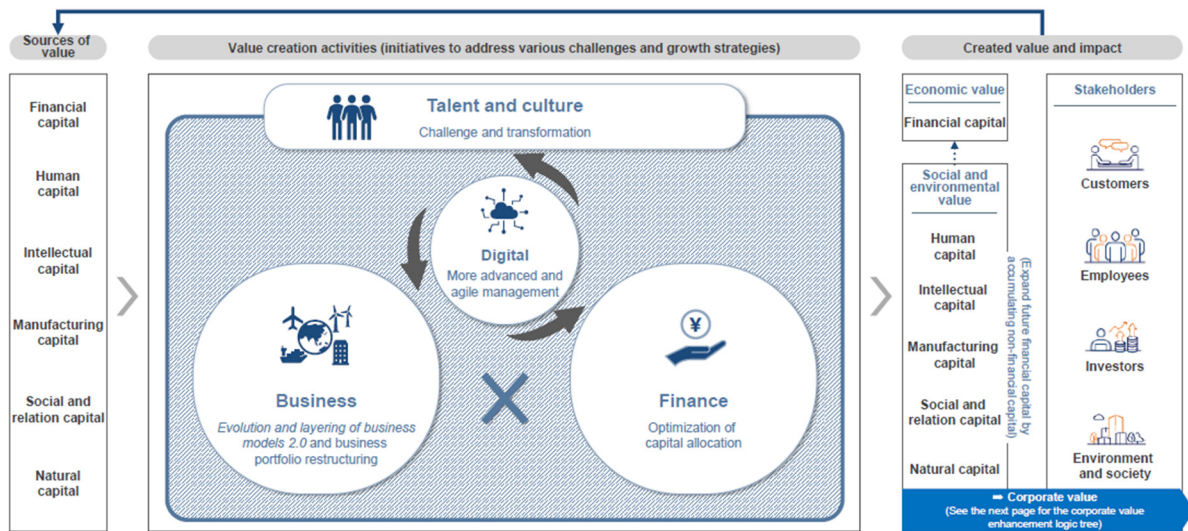 Sources of
value
Value creation activities (initiatives to address various challenges and growth strategies)
Created value and impact
Financial
capital
Human
capital
Intellectual
capital
Manufacturing
capital
Social and
relation capital
Natural
capital
Talent and culture
Challenge and transformation
Digital
More advanced and
agile management
Business
Evolution and layering of business
models 2.0 and business
portfolio restructuring
¥
Finance
Optimization of
capital allocation
Economic value
Financial capital
Social and
environmental
value
Human
capital
Intellectual
capital
Manufacturing
capital
Social and
relation capital
Natural capital
(Expand future financial capital by
accumulating non-financial capital)
Stakeholders
Customers
Employees
Investors
Environment
and society
➡ Corporate value
(See the next page for the corporate value
enhancement logic tree)